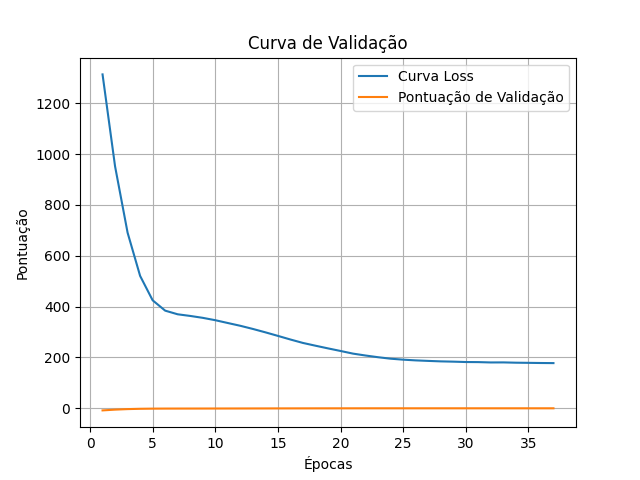 Curva de Validação
Curva Loss
Pontuação de Validação
Pontuação
1200
1000
800
600
400
200
0
0 5 10 15 20 25 30 35
Épocas